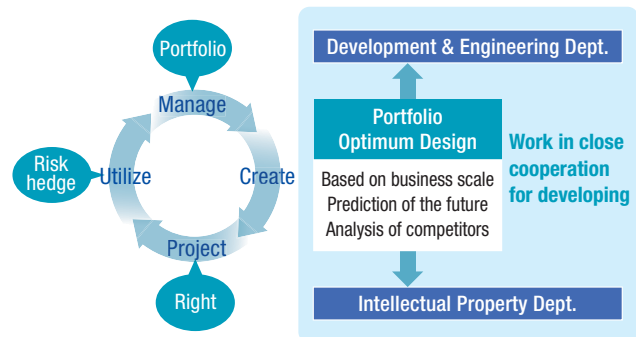 Portfolio
Manage
Risk
hedge
Utilize
Create
Project
Right
Development & Engineering Dept.
Portfolio
Optimum Design
Based on business scale
Prediction of the future
Analysis of competitors
Work in close
cooperation
for developing
Intellectual Property Dept.